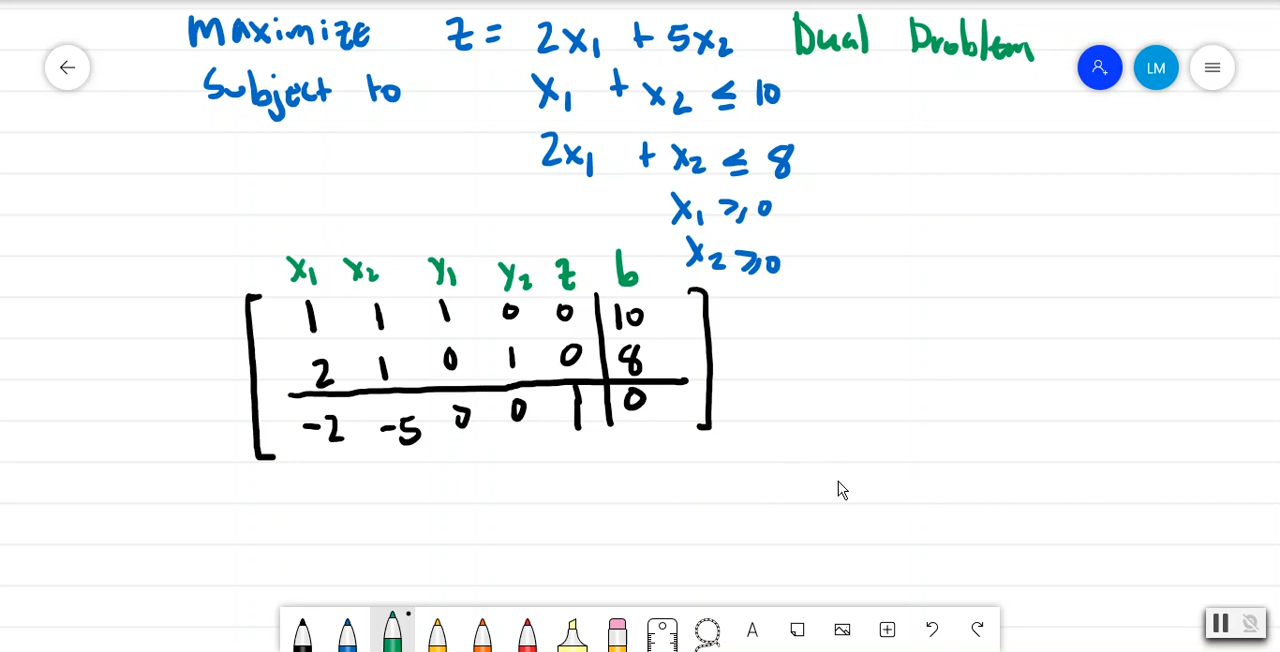 Maximize z = 2x₁ + 5x₂ Dual Problem
LM
Subject to x₁ + x₂ ≤ 10
2x₁ + x₂ ≤ 8
x₁ ≥ 0
x₂ ≥ 0
x₁ x₂ y₁ y₂ z b
1 1 1 0 0 10
2 1 0 1 0 8
-2 -5 0 0 1 0
A